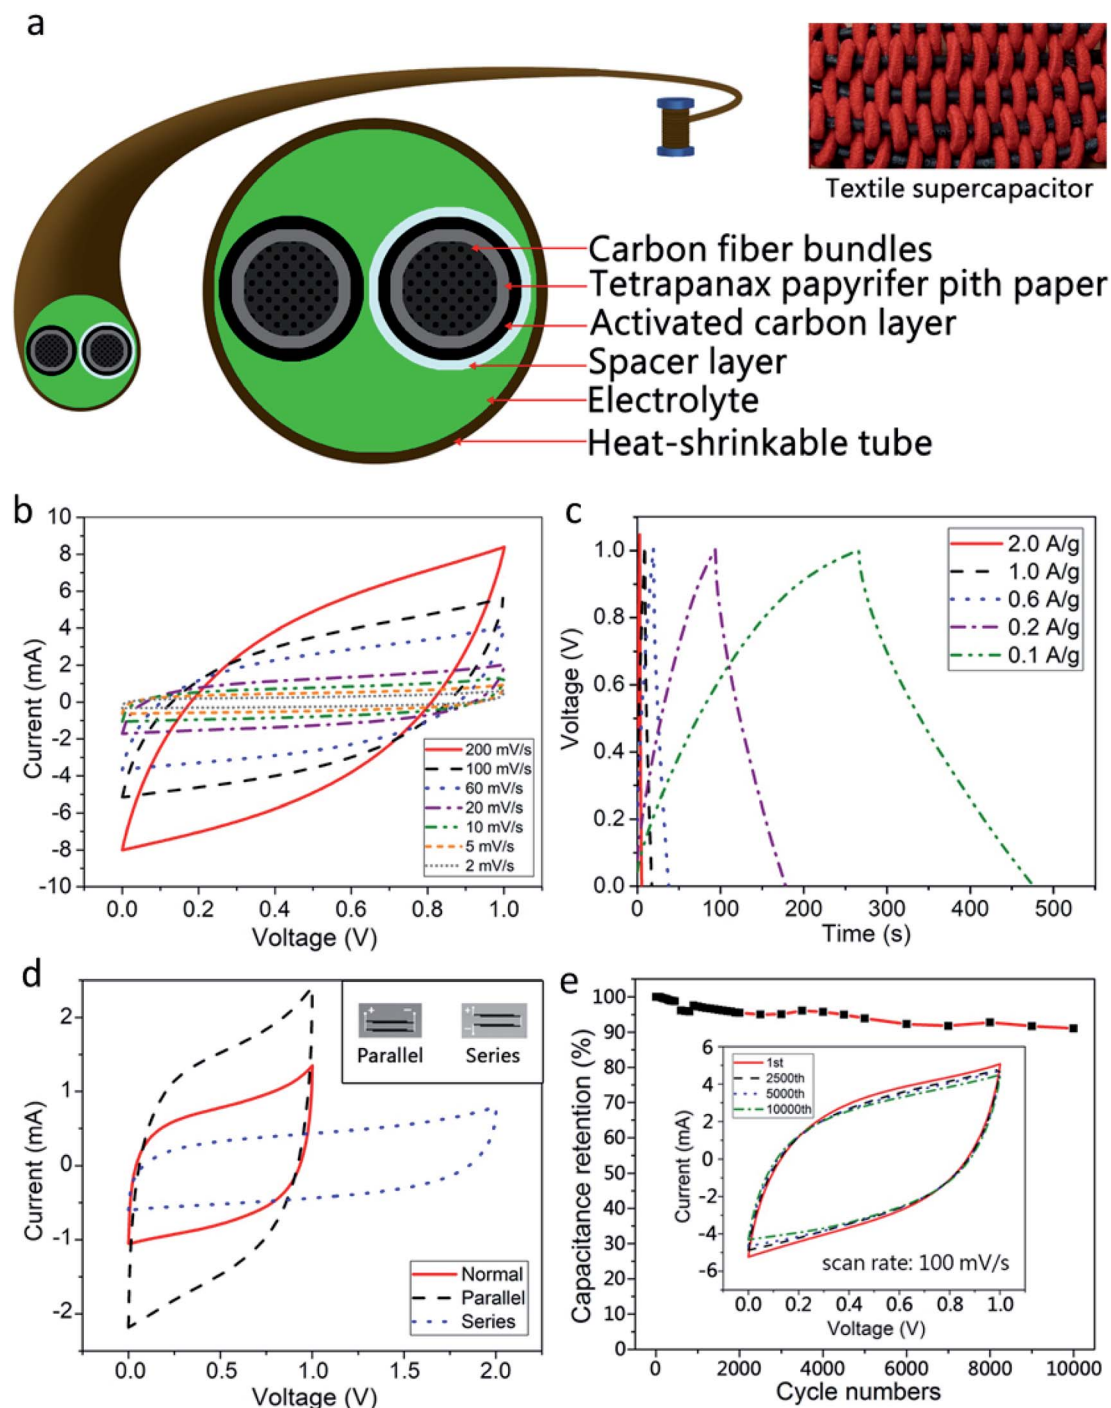 a
Textile supercapacitor
Carbon fiber bundles
Tetrapanax papyrifer pith paper
Activated carbon layer
Spacer layer
Electrolyte
Heat-shrinkable tube
b
10
8
6
4
2
0
-2
-4
-6
-8
-10
Current (mA)
200 mV/s
100 mV/s
60 mV/s
20 mV/s
10 mV/s
5 mV/s
2 mV/s
0.0 0.2 0.4 0.6 0.8 1.0
Voltage (V)
c
1.0
0.8
0.6
0.4
0.2
0.0
Voltage (V)
2.0 A/g
1.0 A/g
0.6 A/g
0.2 A/g
0.1 A/g
0 100 200 300 400 500
Time (s)
d
2
1
0
-1
-2
Current (mA)
+ −
Parallel
+
−
Series
Normal
Parallel
Series
0.0 0.5 1.0 1.5 2.0
Voltage (V)
e
100
90
80
70
60
50
40
30
20
10
0
Capacitance retention (%)
6
4
2
0
-2
-4
-6
Current (mA)
1st
2500th
5000th
10000th
scan rate: 100 mV/s
0.0 0.2 0.4 0.6 0.8 1.0
Voltage (V)
0 2000 4000 6000 8000 10000
Cycle numbers